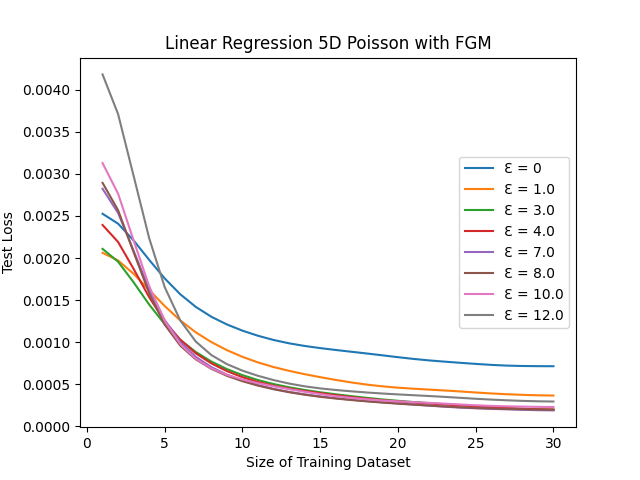 Linear Regression 5D Poisson with FGM
0.0040
0.0035
0.0030
0.0025
0.0020
0.0015
0.0010
0.0005
0.0000
Test Loss
Ɛ = 0
Ɛ = 1.0
Ɛ = 3.0
Ɛ = 4.0
Ɛ = 7.0
Ɛ = 8.0
Ɛ = 10.0
Ɛ = 12.0
0 5 10 15 20 25 30
Size of Training Dataset